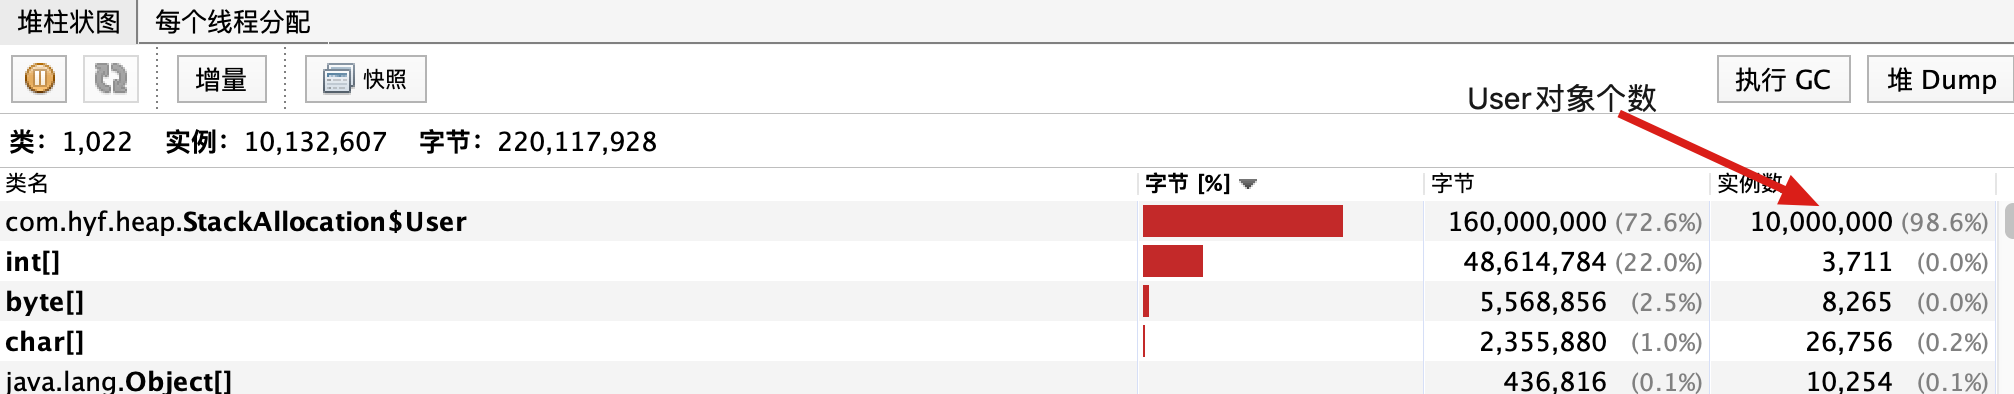 堆柱状图 每个线程分配
增量 快照 执行 GC 堆 Dump
User对象个数
类： 1,022 实例： 10,132,607 字节： 220,117,928
类名 字节 [%] 字节 实例数
com.hyf.heap.StackAllocation$User 160,000,000 (72.6%) 10,000,000 (98.6%)
int[] 48,614,784 (22.0%) 3,711 (0.0%)
byte[] 5,568,856 (2.5%) 8,265 (0.0%)
char[] 2,355,880 (1.0%) 26,756 (0.2%)
java.lang.Object[] 436,816 (0.1%) 10,254 (0.1%)